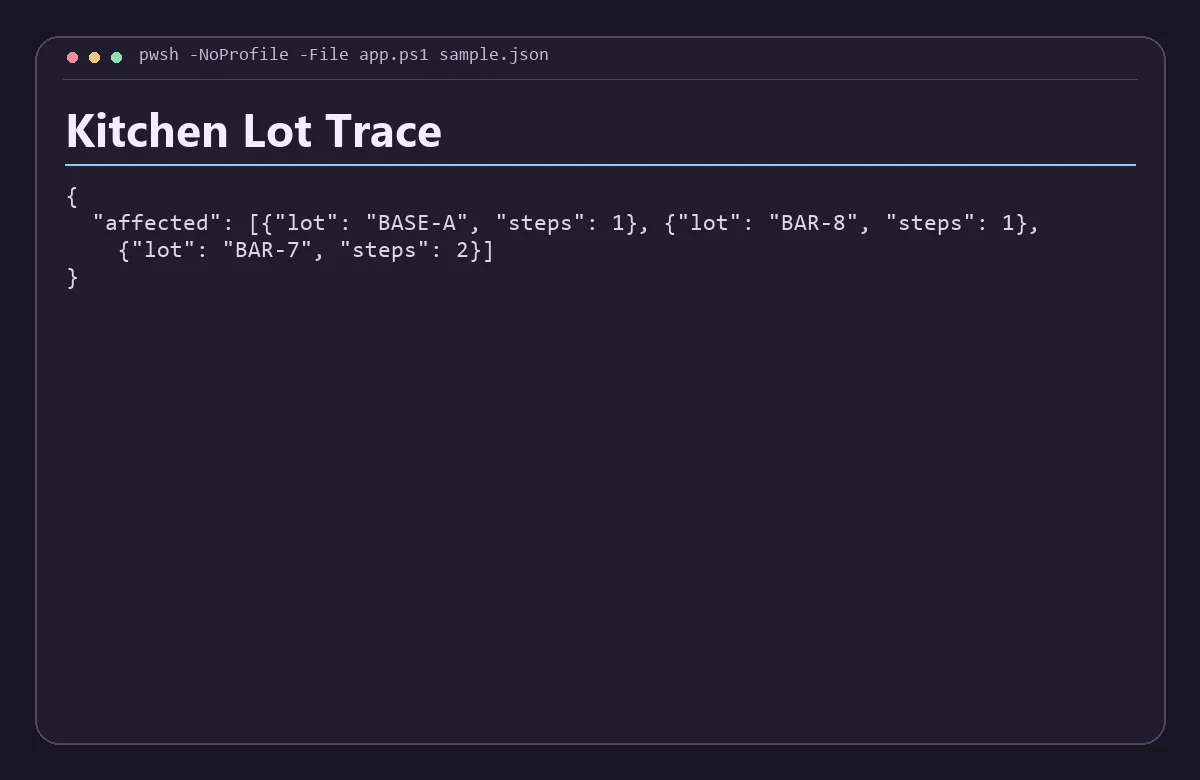 pwsh -NoProfile -File app.ps1 sample.json
Kitchen Lot Trace
{
  "affected": [{"lot": "BASE-A", "steps": 1}, {"lot": "BAR-8", "steps": 1},
    {"lot": "BAR-7", "steps": 2}]
}